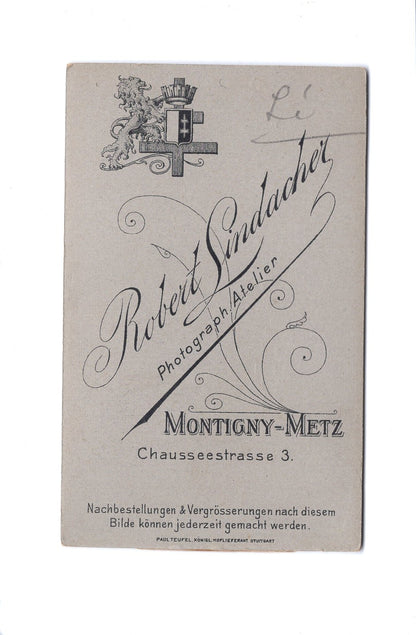 Lé
Robert Lindacher
Photograph. Atelier
MONTIGNY-METZ
Chausseestrasse 3.
Nachbestellungen & Vergrösserungen nach diesem
Bilde können jederzeit gemacht werden.
PAUL TEUFEL, KÖNIGL. HOFLIEFERANT STUTTGART